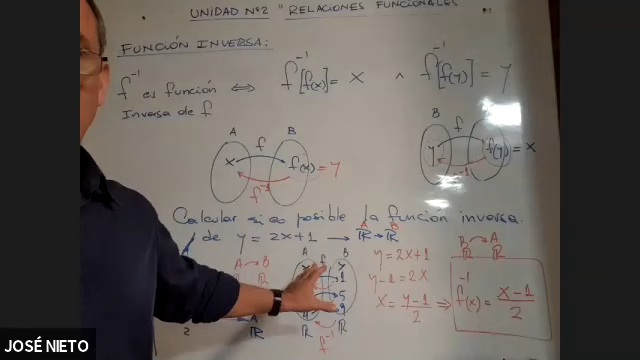 UNIDAD Nº2 "RELACIONES FUNCIONALES"
FUNCIÓN INVERSA:
f⁻¹ es función ⟺ f⁻¹[f(x)] = x ∧ f⁻¹[f(y)] = y
Inversa de f
A f B
x f(x) = y
f⁻¹
B f
y f(y) = x
-1
Calcular si es posible la función inversa
de y = 2x+1 → ℝ → ℝ
A B
A → B
A f B
1
5
9
ℝ ℝ
f⁻¹
y = 2x+1
y-1 = 2x
x = y-1/2 ⟹
B → A
ℝ ℝ
f⁻¹(x) = x-1/2
JOSÉ NIETO